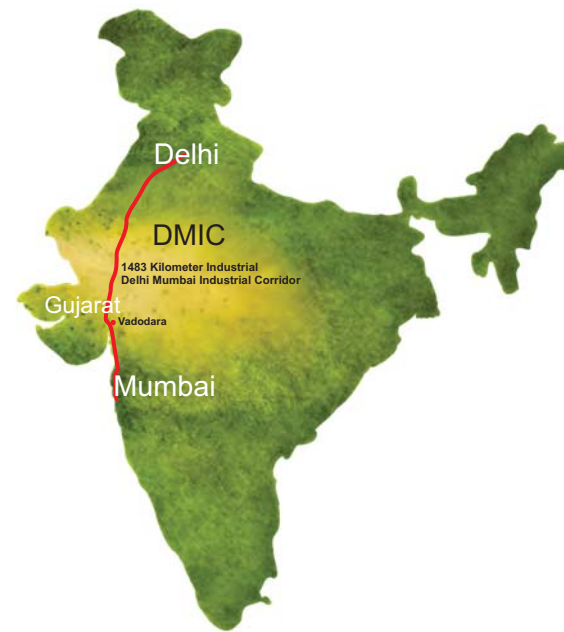 Delhi
DMIC
1483 Kilometer Industrial
Delhi Mumbai Industrial Corridor
Gujarat
Vadodara
Mumbai